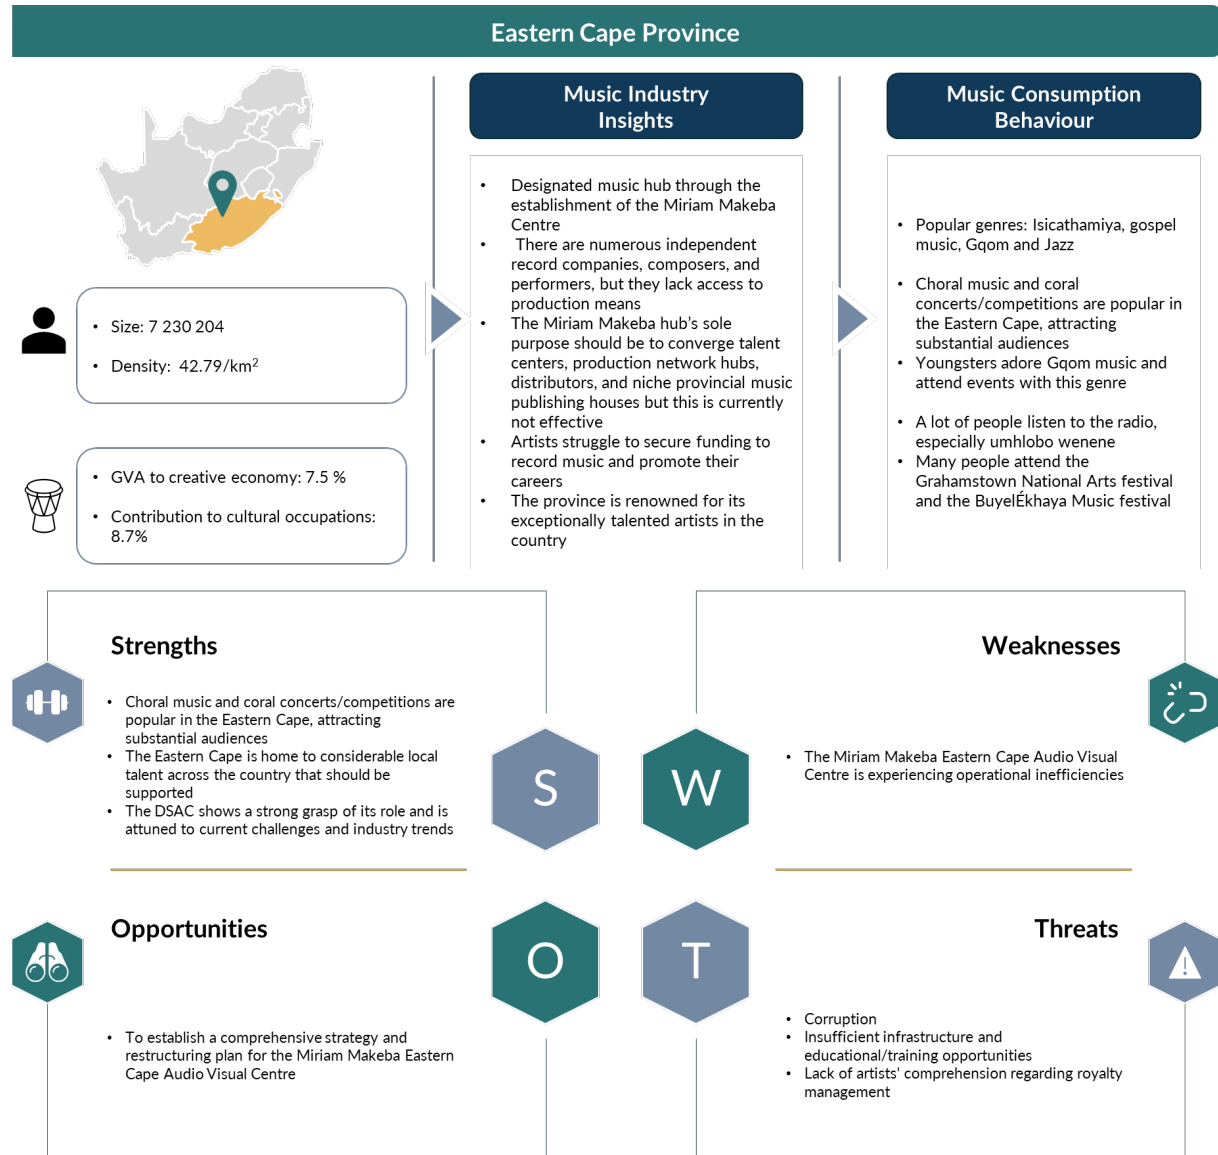 Eastern Cape Province
• Size: 7 230 204
• Density: 42.79/km²
• GVA to creative economy: 7.5 %
• Contribution to cultural occupations:
8.7%
Music Industry
Insights
• Designated music hub through the
establishment of the Miriam Makeba
Centre
• There are numerous independent
record companies, composers, and
performers, but they lack access to
production means
• The Miriam Makeba hub's sole
purpose should be to converge talent
centers, production network hubs,
distributors, and niche provincial music
publishing houses but this is currently
not effective
• Artists struggle to secure funding to
record music and promote their
careers
• The province is renowned for its
exceptionally talented artists in the
country
Music Consumption
Behaviour
• Popular genres: Isicathamiya, gospel
music, Gqom and Jazz
• Choral music and coral
concerts/competitions are popular in
the Eastern Cape, attracting
substantial audiences
• Youngsters adore Gqom music and
attend events with this genre
• A lot of people listen to the radio,
especially umhlobo wenene
• Many people attend the
Grahamstown National Arts festival
and the BuyelÉkhaya Music festival
Strengths
• Choral music and coral concerts/competitions are
popular in the Eastern Cape, attracting
substantial audiences
• The Eastern Cape is home to considerable local
talent across the country that should be
supported
• The DSAC shows a strong grasp of its role and is
attuned to current challenges and industry trends
S
W
Weaknesses
• The Miriam Makeba Eastern Cape Audio Visual
Centre is experiencing operational inefficiencies
Opportunities
• To establish a comprehensive strategy and
restructuring plan for the Miriam Makeba Eastern
Cape Audio Visual Centre
O
T
Threats
• Corruption
• Insufficient infrastructure and
educational/training opportunities
• Lack of artists' comprehension regarding royalty
management